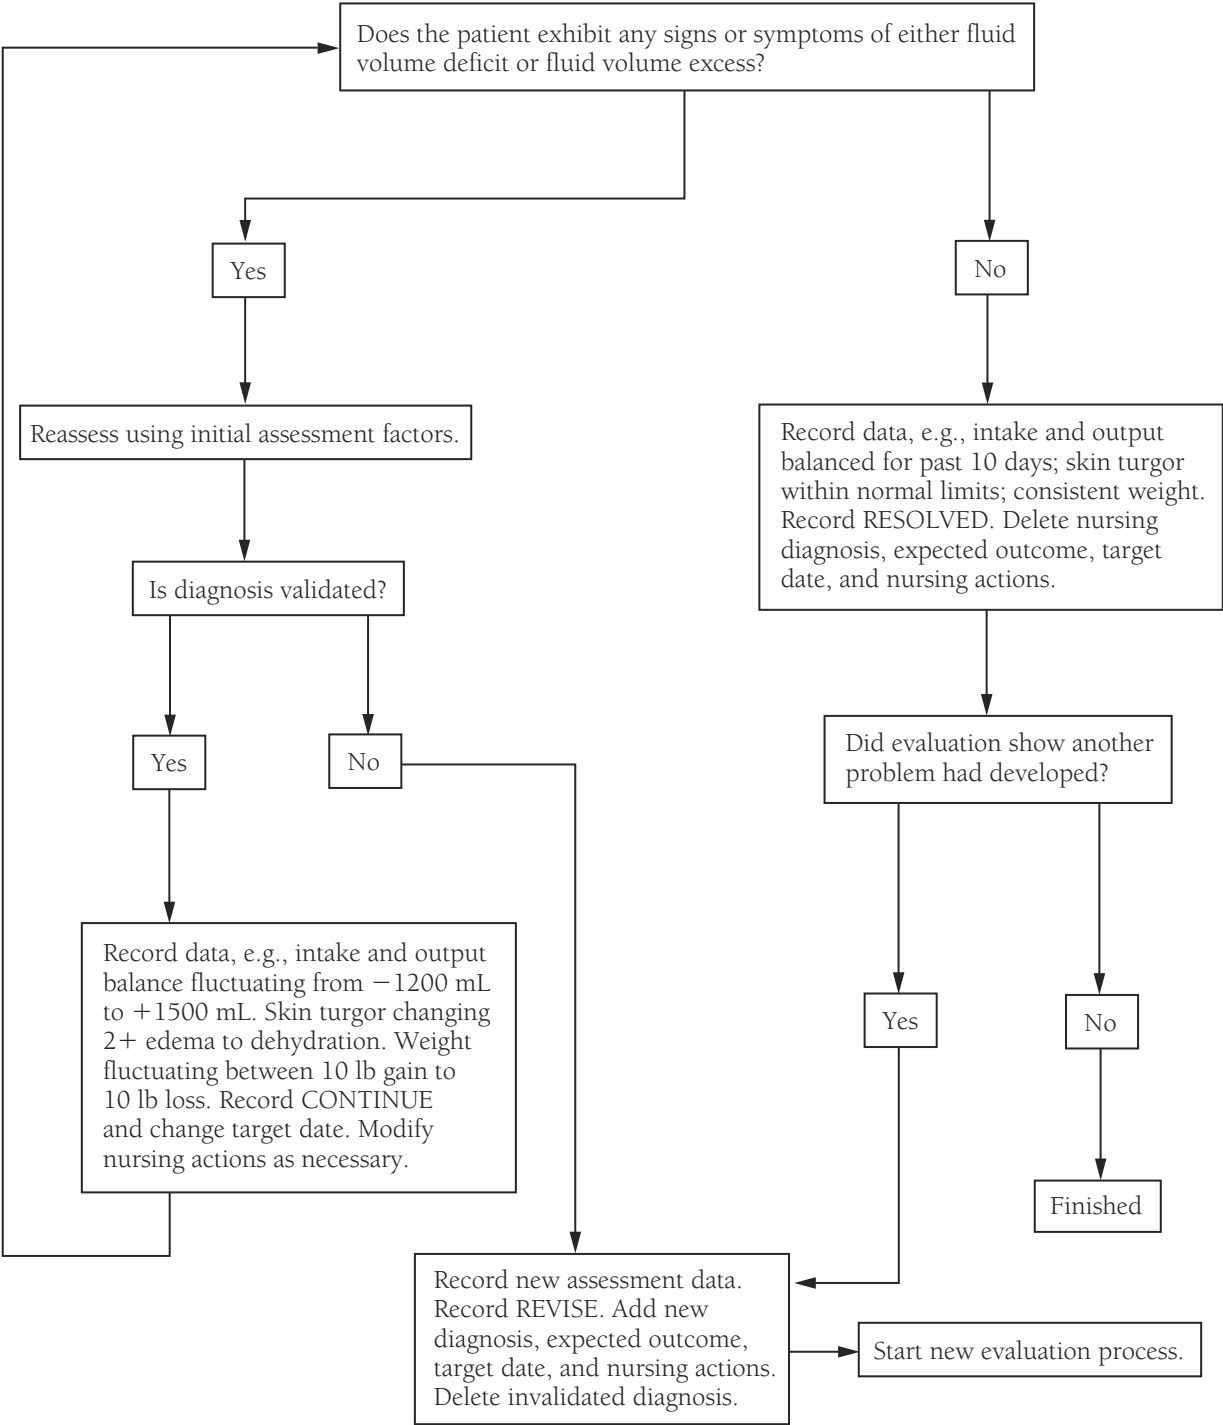 Does the patient exhibit any signs or symptoms of either fluid
volume deficit or fluid volume excess?
Yes
No
Reassess using initial assessment factors.
Record data, e.g., intake and output
balanced for past 10 days; skin turgor
within normal limits; consistent weight.
Record RESOLVED. Delete nursing
diagnosis, expected outcome, target
date, and nursing actions.
Is diagnosis validated?
Yes
No
Did evaluation show another
problem had developed?
Record data, e.g., intake and output
balance fluctuating from −1200 mL
to +1500 mL. Skin turgor changing
2+ edema to dehydration. Weight
fluctuating between 10 lb gain to
10 lb loss. Record CONTINUE
and change target date. Modify
nursing actions as necessary.
Yes
No
Finished
Record new assessment data.
Record REVISE. Add new
diagnosis, expected outcome,
target date, and nursing actions.
Delete invalidated diagnosis.
Start new evaluation process.